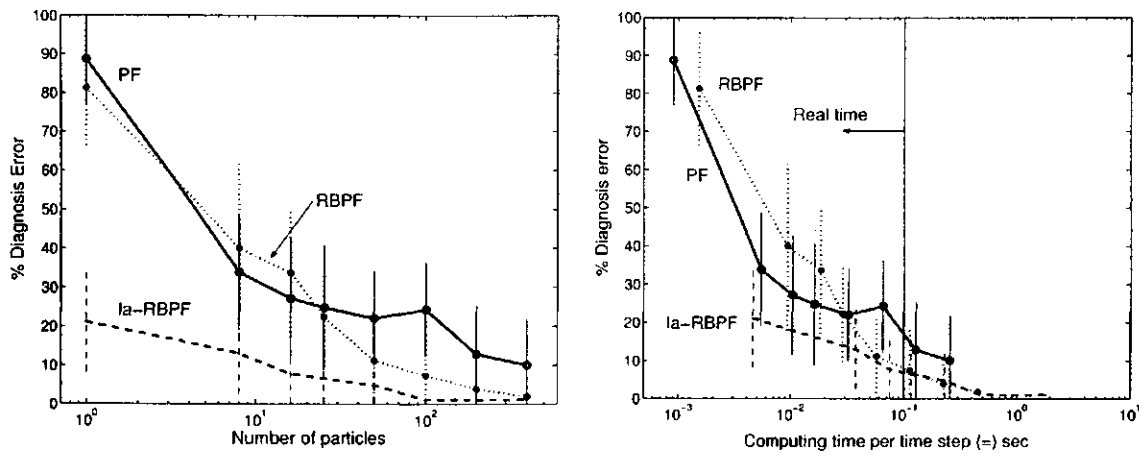 100
90
80
70
60
50
40
30
20
10
0
% Diagnosis Error
PF
RBPF
la-RBPF
10^0
10^1
10^2
Number of particles
100
90
80
70
60
50
40
30
20
10
0
% Diagnosis error
RBPF
Real time
PF
la-RBPF
10^-3
10^-2
10^-1
10^0
10^1
Computing time per time step (=) sec